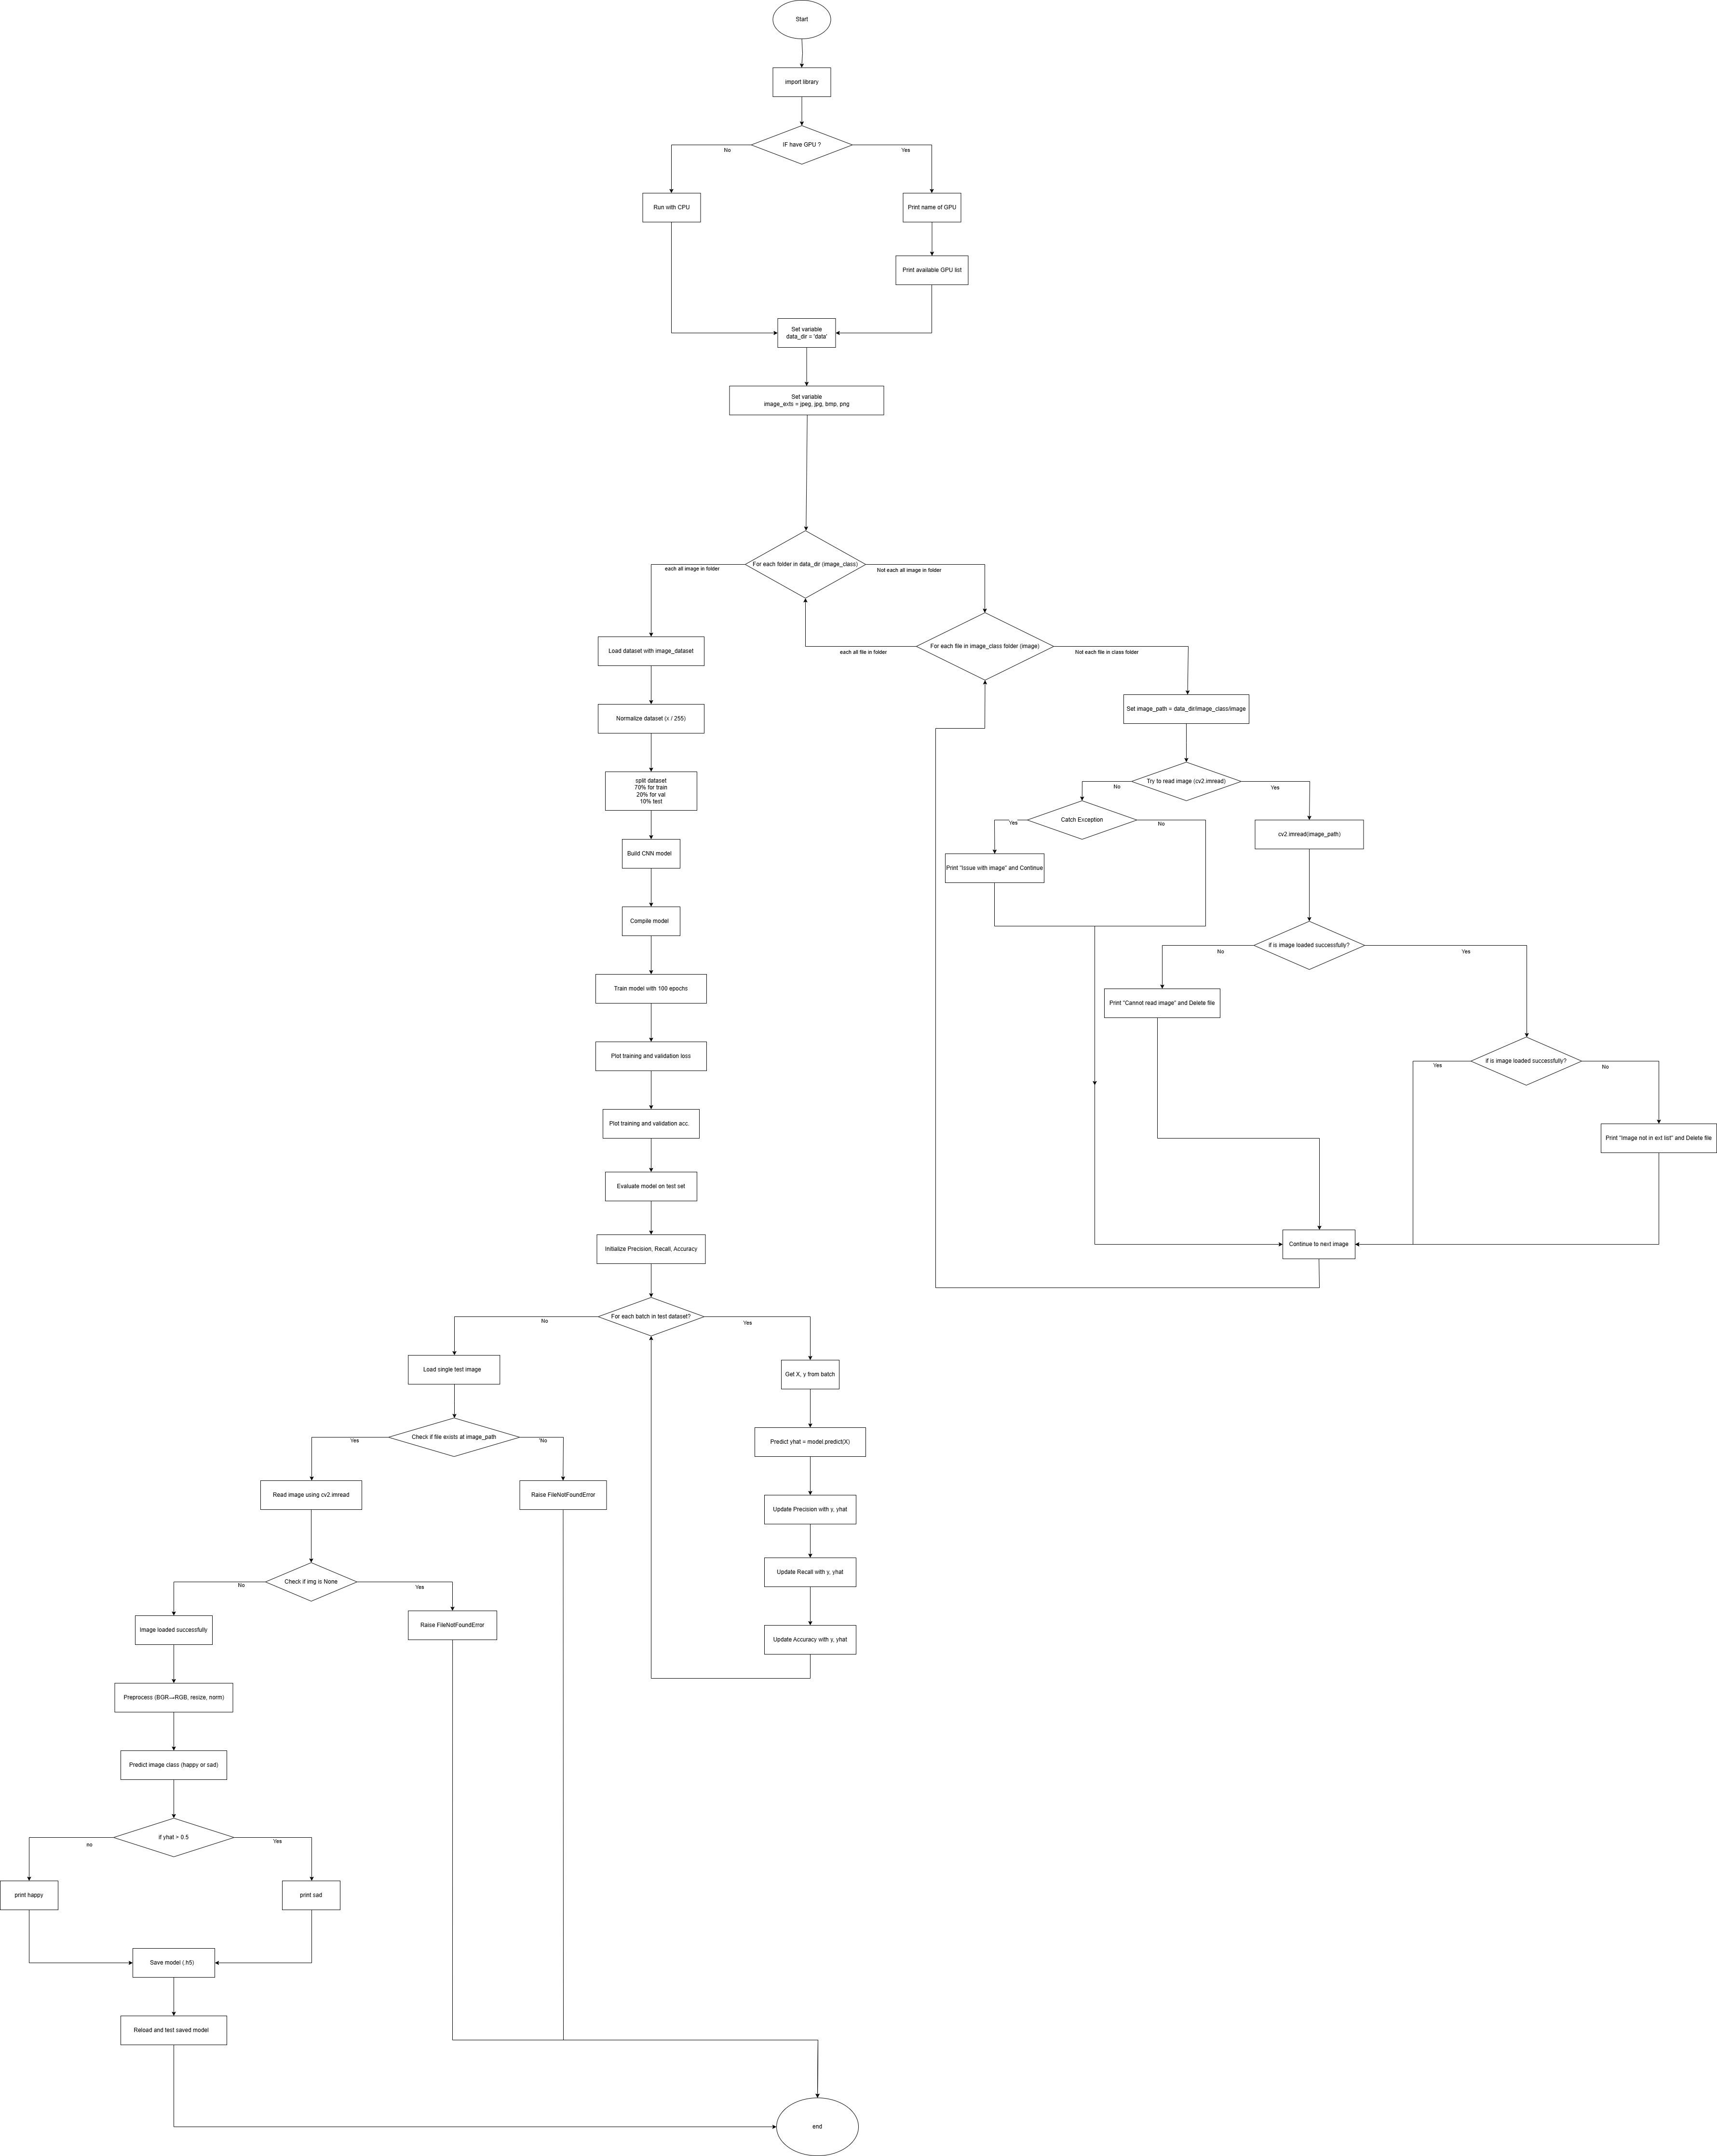 Start
import library
IF have GPU ?
No
Yes
Run with CPU
Print name of GPU
Print available GPU list
Set variable
data_dir = 'data'
Set variable
image_exts = jpeg, jpg, bmp, png
For each folder in data_dir (image_class)
each all image in folder
Not each all image in folder
For each file in image_class folder (image)
each all file in folder
Not each file in class folder
Load dataset with image_dataset
Normalize dataset (x / 255)
split dataset
70% for train
20% for val
10% test
Build CNN model
Compile model
Train model with 100 epochs
Plot training and validation loss
Plot training and validation acc.
Evaluate model on test set
Initialize Precision, Recall, Accuracy
Set image_path = data_dir/image_class/image
Try to read image (cv2.imread)
No
Yes
Catch Exception
Yes
No
cv2.imread(image_path)
Print "Issue with image" and Continue
if is image loaded successfully?
No
Yes
Print "Cannot read image" and Delete file
if is image loaded successfully?
Yes
No
Print "Image not in ext list" and Delete file
Continue to next image
For each batch in test dataset?
No
Yes
Load single test image
Get X, y from batch
Check if file exists at image_path
Yes
'No
Predict yhat = model.predict(X)
Read image using cv2.imread
Raise FileNotFoundError
Update Precision with y, yhat
Update Recall with y, yhat
Update Accuracy with y, yhat
Check if img is None
No
Yes
Image loaded successfully
Raise FileNotFoundError
Preprocess (BGR→RGB, resize, norm)
Predict image class (happy or sad)
if yhat > 0.5
no
Yes
print happy
print sad
Save model (.h5)
Reload and test saved model
end